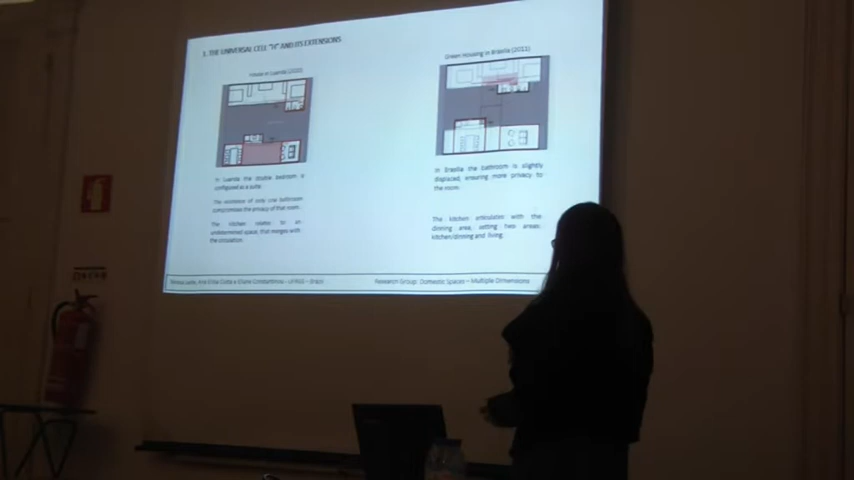 1. THE UNIVERSAL CELL "H" AND ITS EXTENSIONS
House in Luanda (2010)
In Luanda the double bedroom is
configured as a suite.
The existence of only one bathroom
compromises the privacy of that room.
The kitchen relates to an
undetermined space, that merges with
the circulation.
Green Housing in Brasília (2011)
In Brasília the bathroom is slightly
displaced, ensuring more privacy to
the room.
The kitchen articulates with the
dinning area, setting two areas:
kitchen/dinning and living.
Research Group: Domestic Spaces – Multiple Dimensions